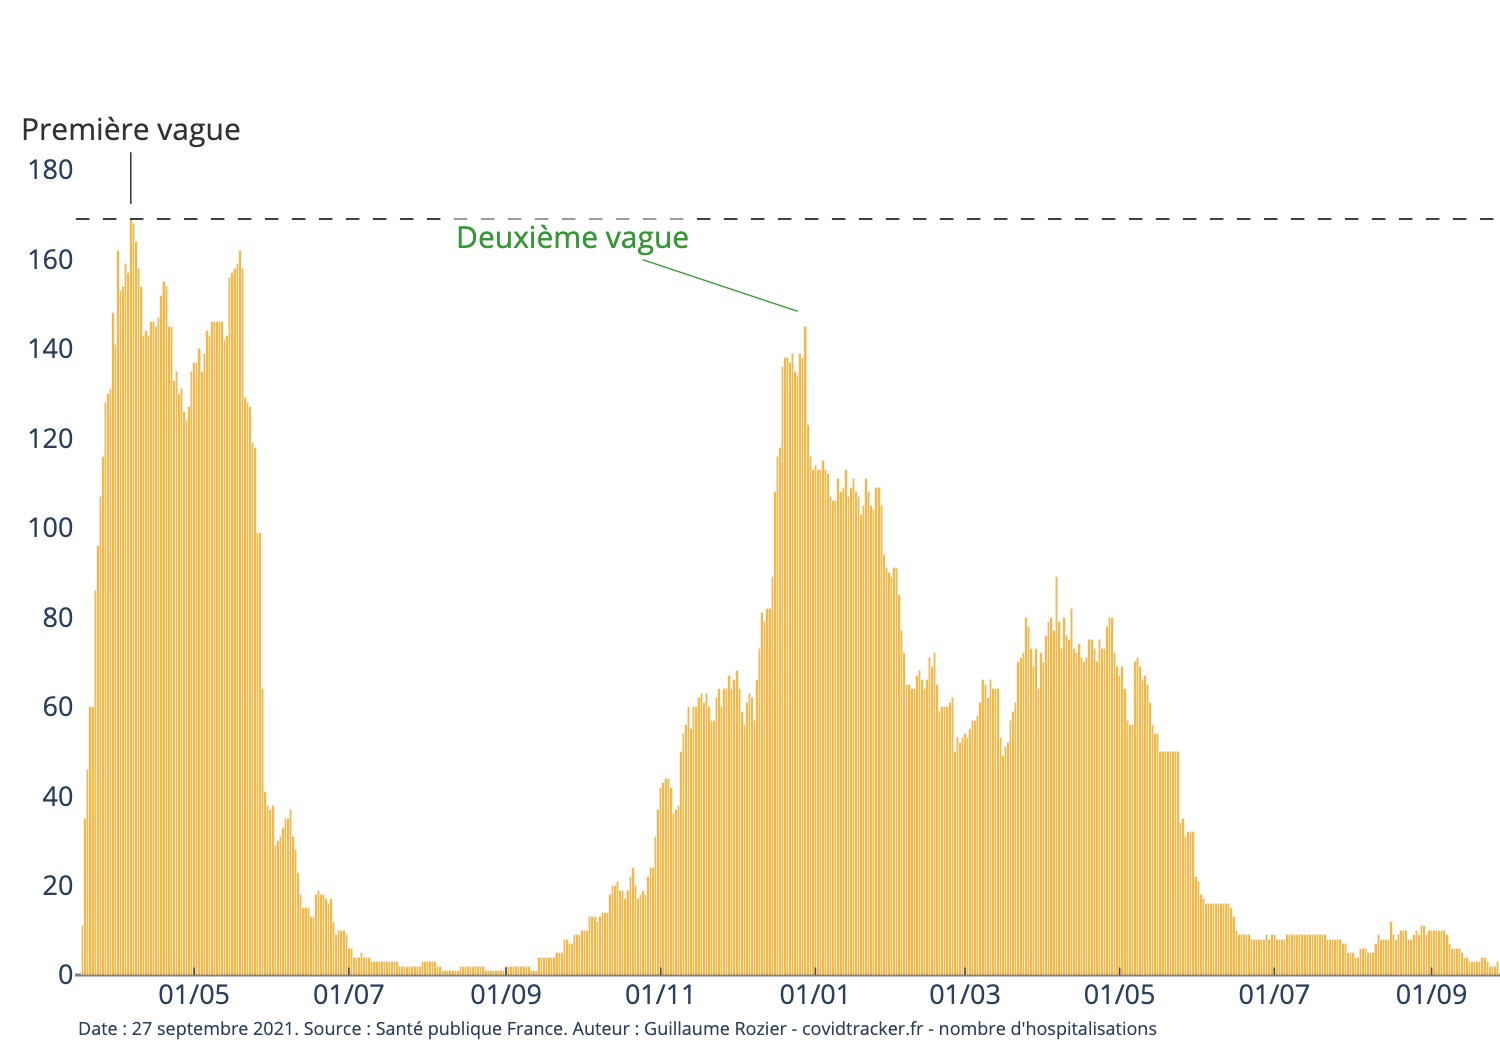 Première vague
180
Deuxième vague
160
140
120
100
80
60
40
20
0
01/05 01/07 01/09 01/11 01/01 01/03 01/05 01/07 01/09
Date : 27 septembre 2021. Source : Santé publique France. Auteur : Guillaume Rozier - covidtracker.fr - nombre d'hospitalisations